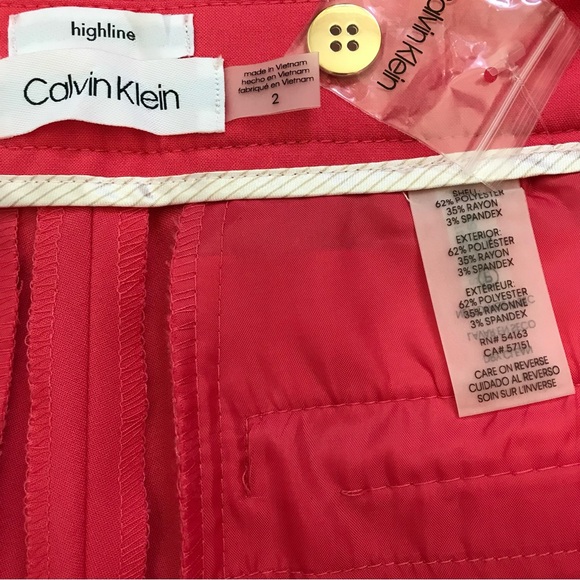 highline
Calvin Klein
made in Vietnam
hecho en Vietnam
fabriqué en Vietnam
2
Calvin Klein
SHELL
62% POLYESTER
35% RAYON
3% SPANDEX
EXTERIOR:
62% POLIÉSTER
35% RAYON
3% SPANDEX
EXTÉRIEUR:
62% POLYESTER
35% RAYONNE
3% SPANDEX
RN# 54163
CA# 57151
CARE ON REVERSE
CUIDADO AL REVERSO
SOIN SUR L'INVERSE